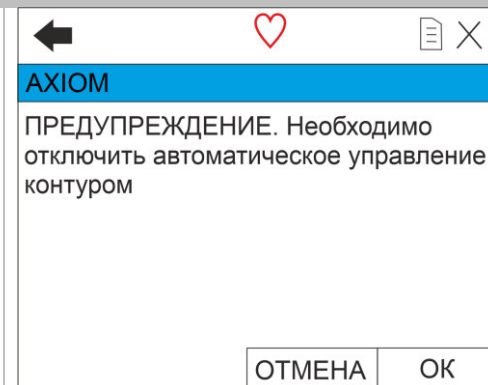 AXIOM
ПРЕДУПРЕЖДЕНИЕ. Необходимо
отключить автоматическое управление
контуром
ОТМЕНА
ОК